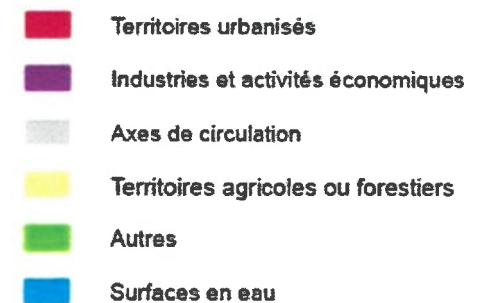 Territoires urbanisés
Industries et activités économiques
Axes de circulation
Territoires agricoles ou forestiers
Autres
Surfaces en eau